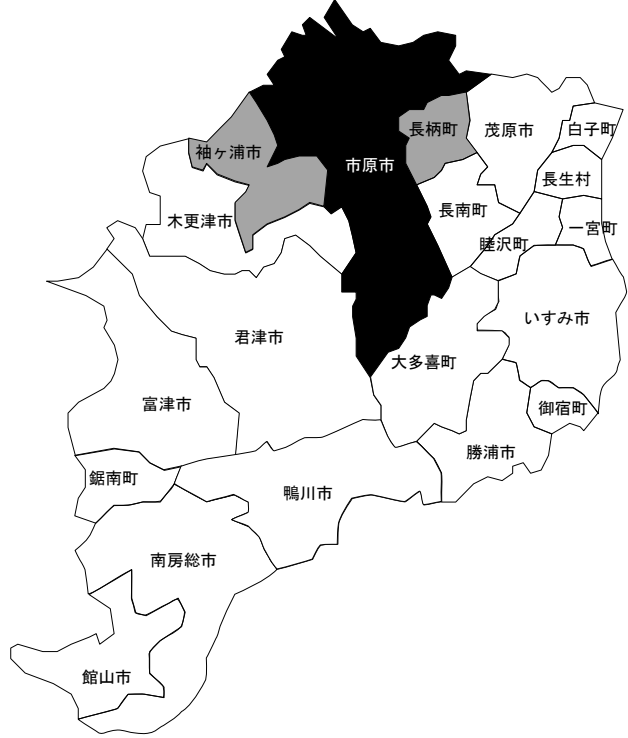 長柄町
茂原市
白子町
袖ヶ浦市
市原市
長生村
長南町
木更津市
一宮町
睦沢町
いすみ市
君津市
大多喜町
富津市
御宿町
勝浦市
鋸南町
鴨川市
南房総市
館山市